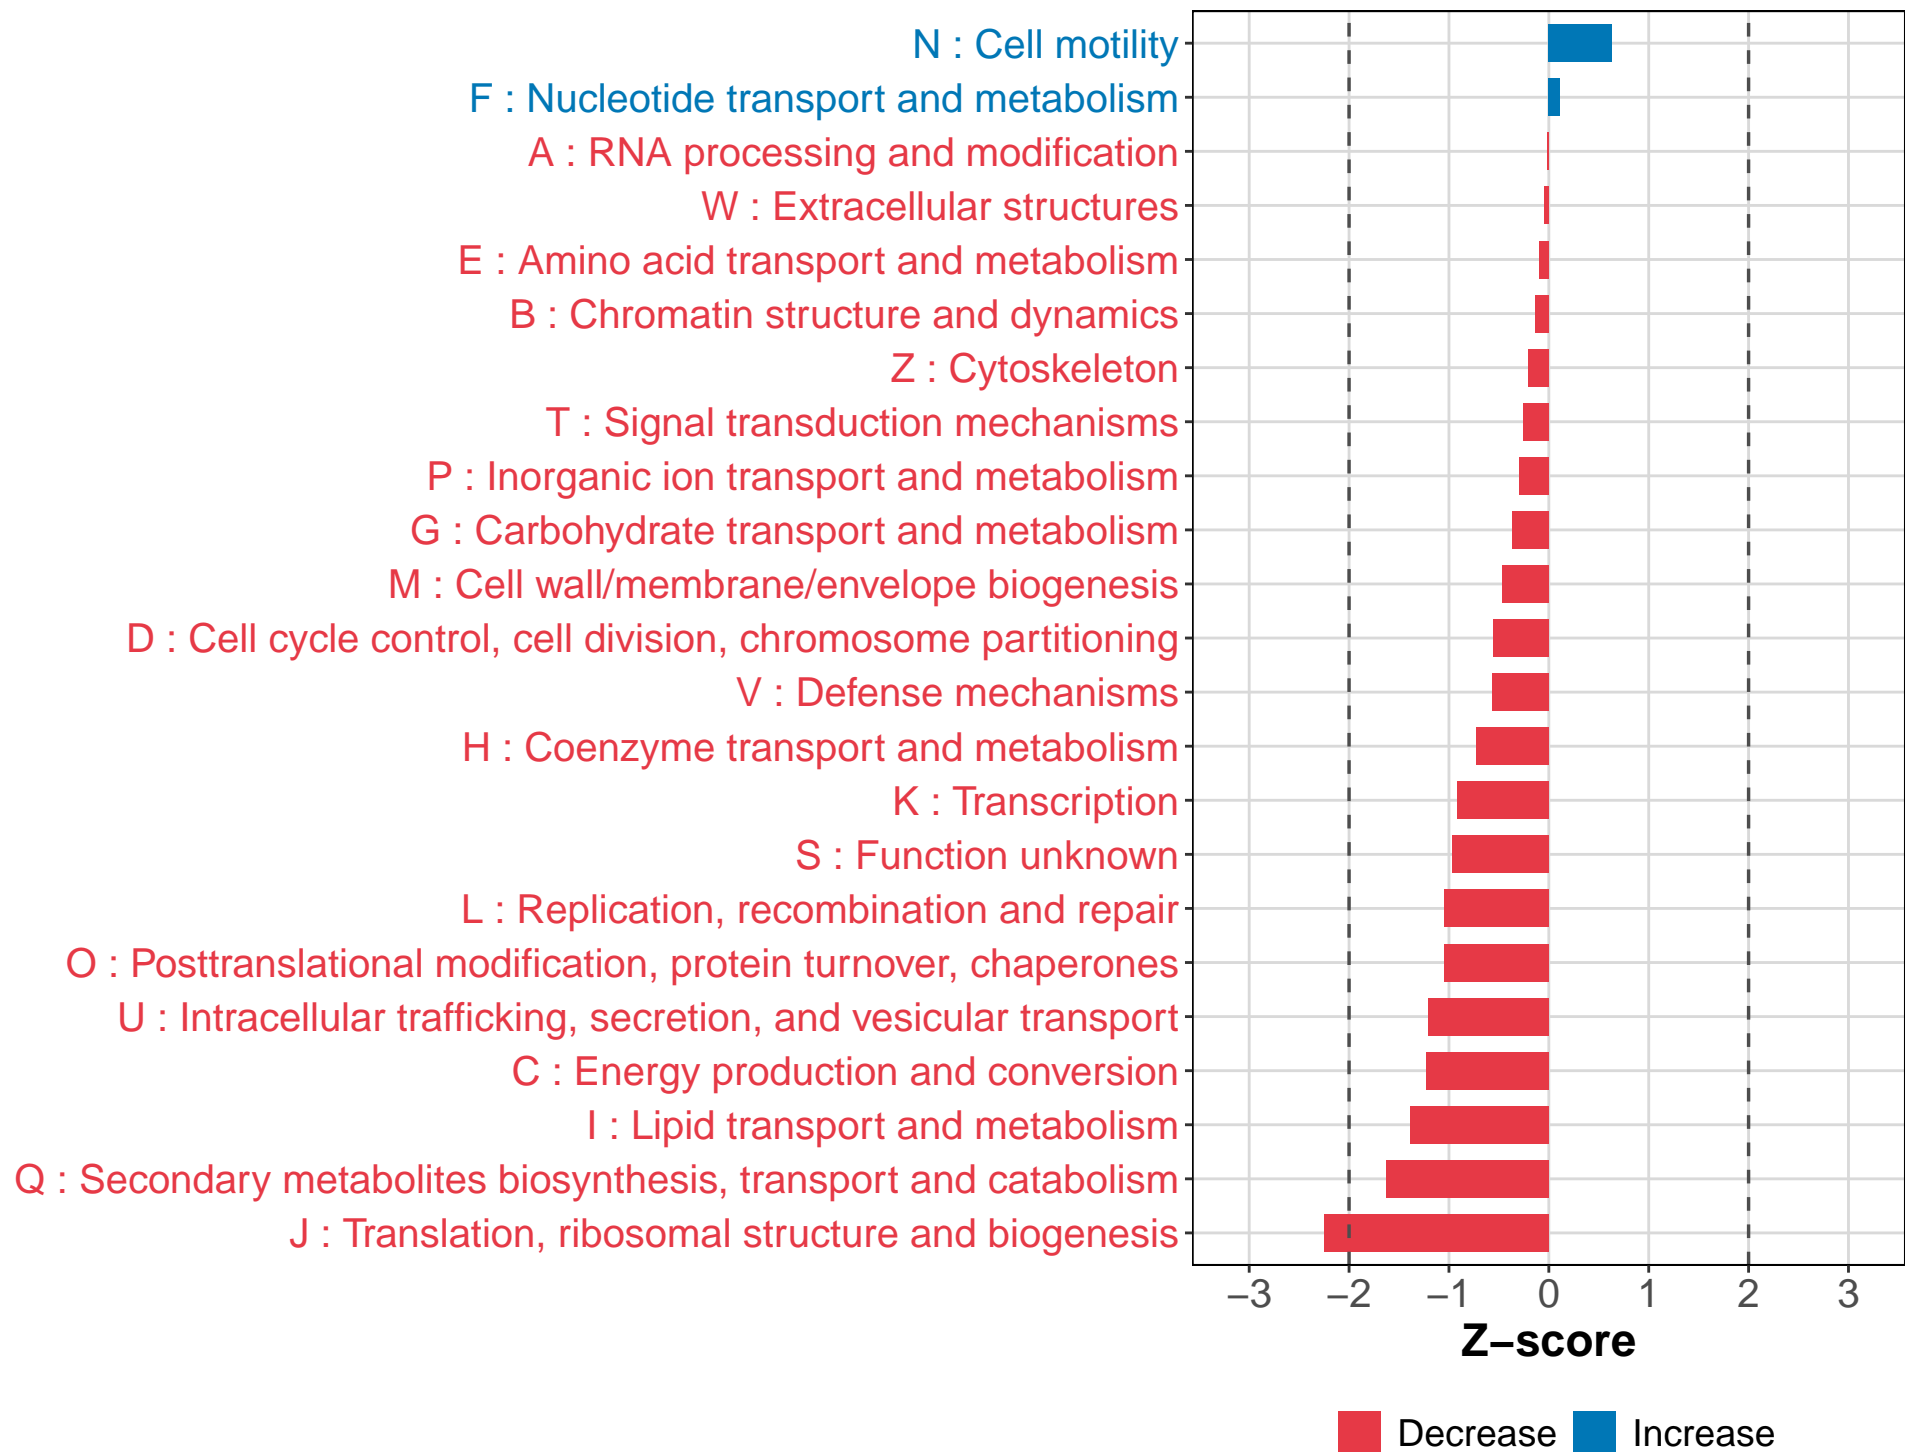 N : Cell motility
F : Nucleotide transport and metabolism
A : RNA processing and modification
W : Extracellular structures
E : Amino acid transport and metabolism
B : Chromatin structure and dynamics
Z : Cytoskeleton
T : Signal transduction mechanisms
P : Inorganic ion transport and metabolism
G : Carbohydrate transport and metabolism
M : Cell wall/membrane/envelope biogenesis
D : Cell cycle control, cell division, chromosome partitioning
V : Defense mechanisms
H : Coenzyme transport and metabolism
K : Transcription
S : Function unknown
L : Replication, recombination and repair
O : Posttranslational modification, protein turnover, chaperones
U : Intracellular trafficking, secretion, and vesicular transport
C : Energy production and conversion
I : Lipid transport and metabolism
Q : Secondary metabolites biosynthesis, transport and catabolism
J : Translation, ribosomal structure and biogenesis
−3 −2 −1 0 1 2 3
Z−score
Decrease Increase